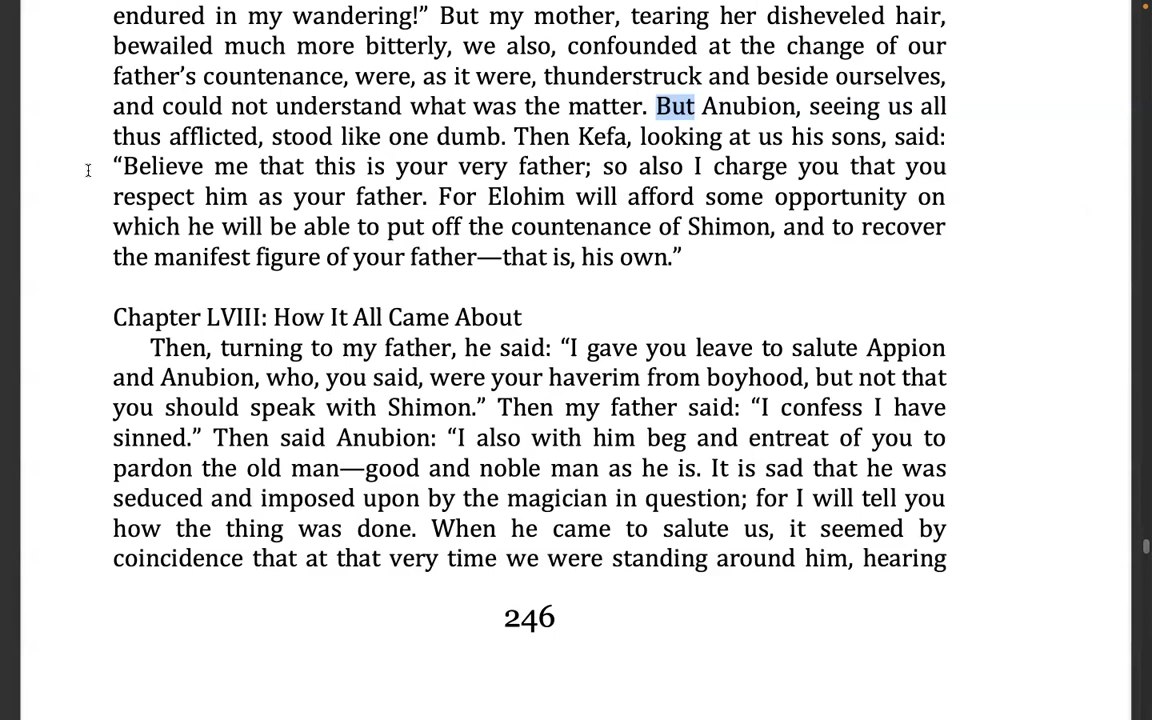 endured in my wandering!” But my mother, tearing her disheveled hair,
bewailed much more bitterly, we also, confounded at the change of our
father’s countenance, were, as it were, thunderstruck and beside ourselves,
and could not understand what was the matter. But Anubion, seeing us all
thus afflicted, stood like one dumb. Then Kefa, looking at us his sons, said:
“Believe me that this is your very father; so also I charge you that you
respect him as your father. For Elohim will afford some opportunity on
which he will be able to put off the countenance of Shimon, and to recover
the manifest figure of your father—that is, his own.”
Chapter LVIII: How It All Came About
Then, turning to my father, he said: “I gave you leave to salute Appion
and Anubion, who, you said, were your haverim from boyhood, but not that
you should speak with Shimon.” Then my father said: “I confess I have
sinned.” Then said Anubion: “I also with him beg and entreat of you to
pardon the old man—good and noble man as he is. It is sad that he was
seduced and imposed upon by the magician in question; for I will tell you
how the thing was done. When he came to salute us, it seemed by
coincidence that at that very time we were standing around him, hearing
246